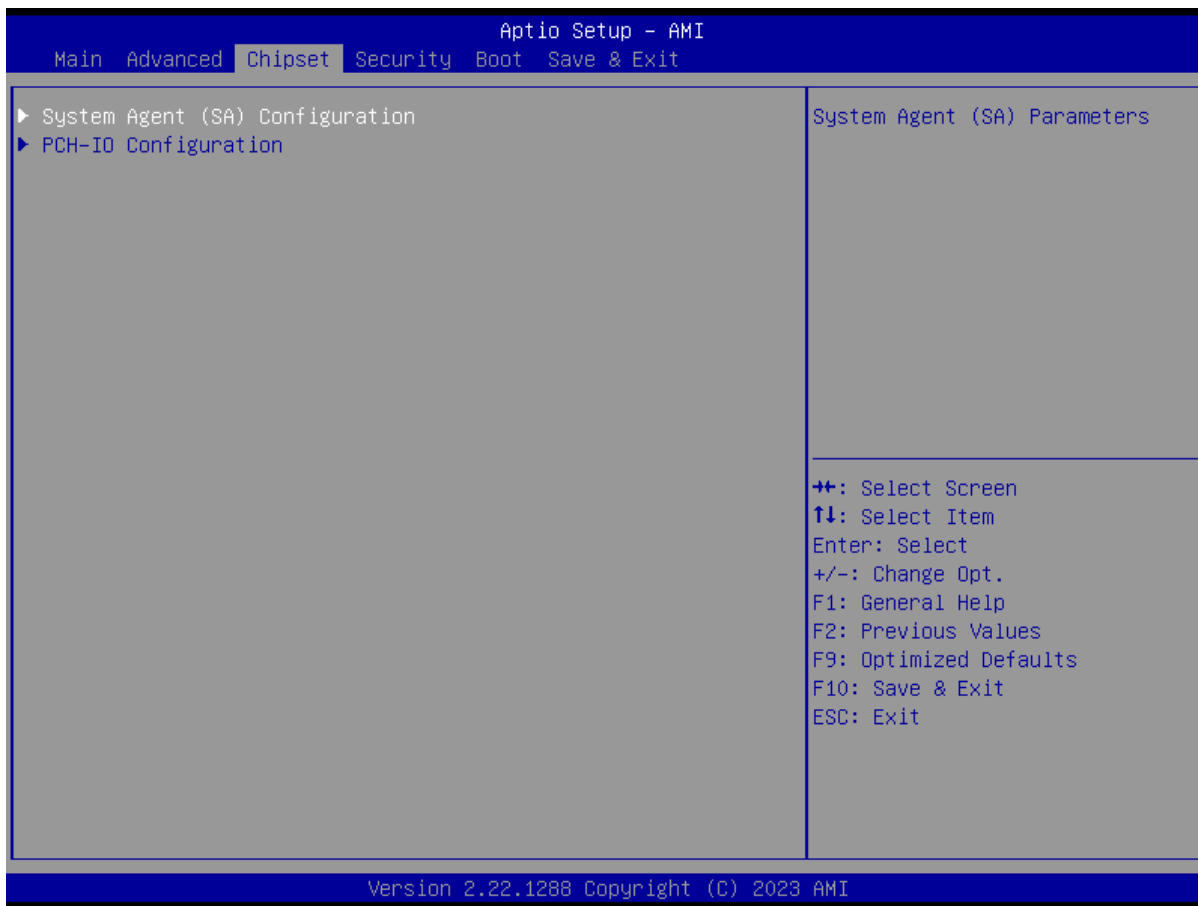 Aptio Setup – AMI
Main Advanced Chipset Security Boot Save & Exit
▶ System Agent (SA) Configuration
▶ PCH-IO Configuration
System Agent (SA) Parameters
→←: Select Screen
↑↓: Select Item
Enter: Select
+/-: Change Opt.
F1: General Help
F2: Previous Values
F9: Optimized Defaults
F10: Save & Exit
ESC: Exit
Version 2.22.1288 Copyright (C) 2023 AMI